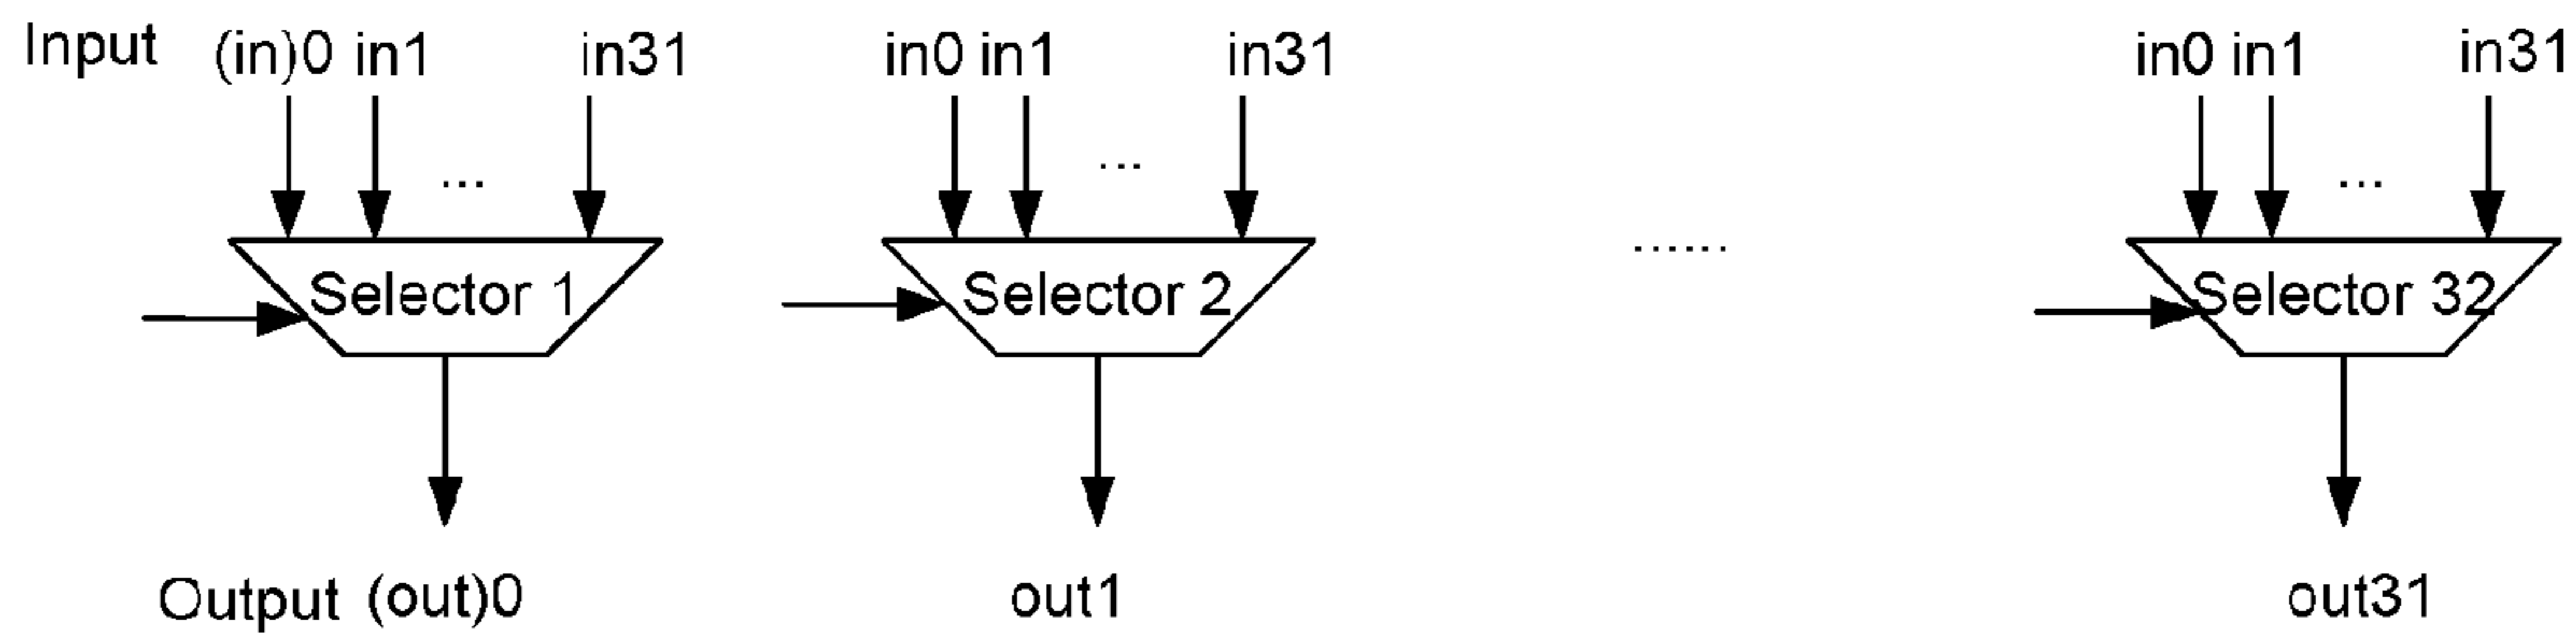 Input (in)0 in1 in31 in0 in1 in31 in0 in1 in31
... ... ...... ...
Selector 1 Selector 2 Selector 32
Output (out)0 out1 out31